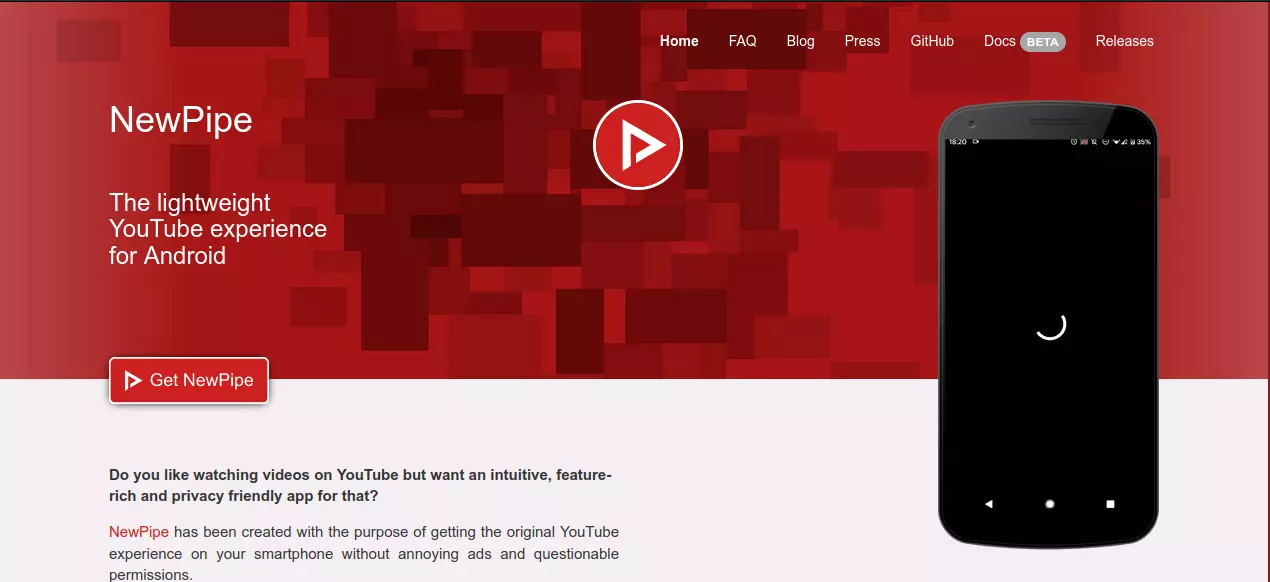 Home FAQ Blog Press GitHub Docs BETA Releases
NewPipe
18:20 35%
The lightweight
YouTube experience
for Android
Get NewPipe
Do you like watching videos on YouTube but want an intuitive, feature-
rich and privacy friendly app for that?
NewPipe has been created with the purpose of getting the original YouTube
experience on your smartphone without annoying ads and questionable
permissions.